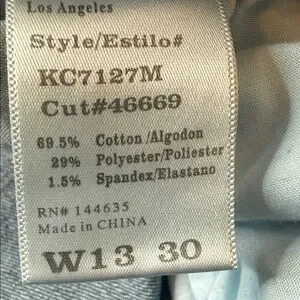 Los Angeles
Style/Estilo#
KC7127M
Cut#46669
69.5% Cotton/Algodon
29% Polyester/Poliester
1.5% Spandex/Elastano
RN# 144635
Made in CHINA
W13 30